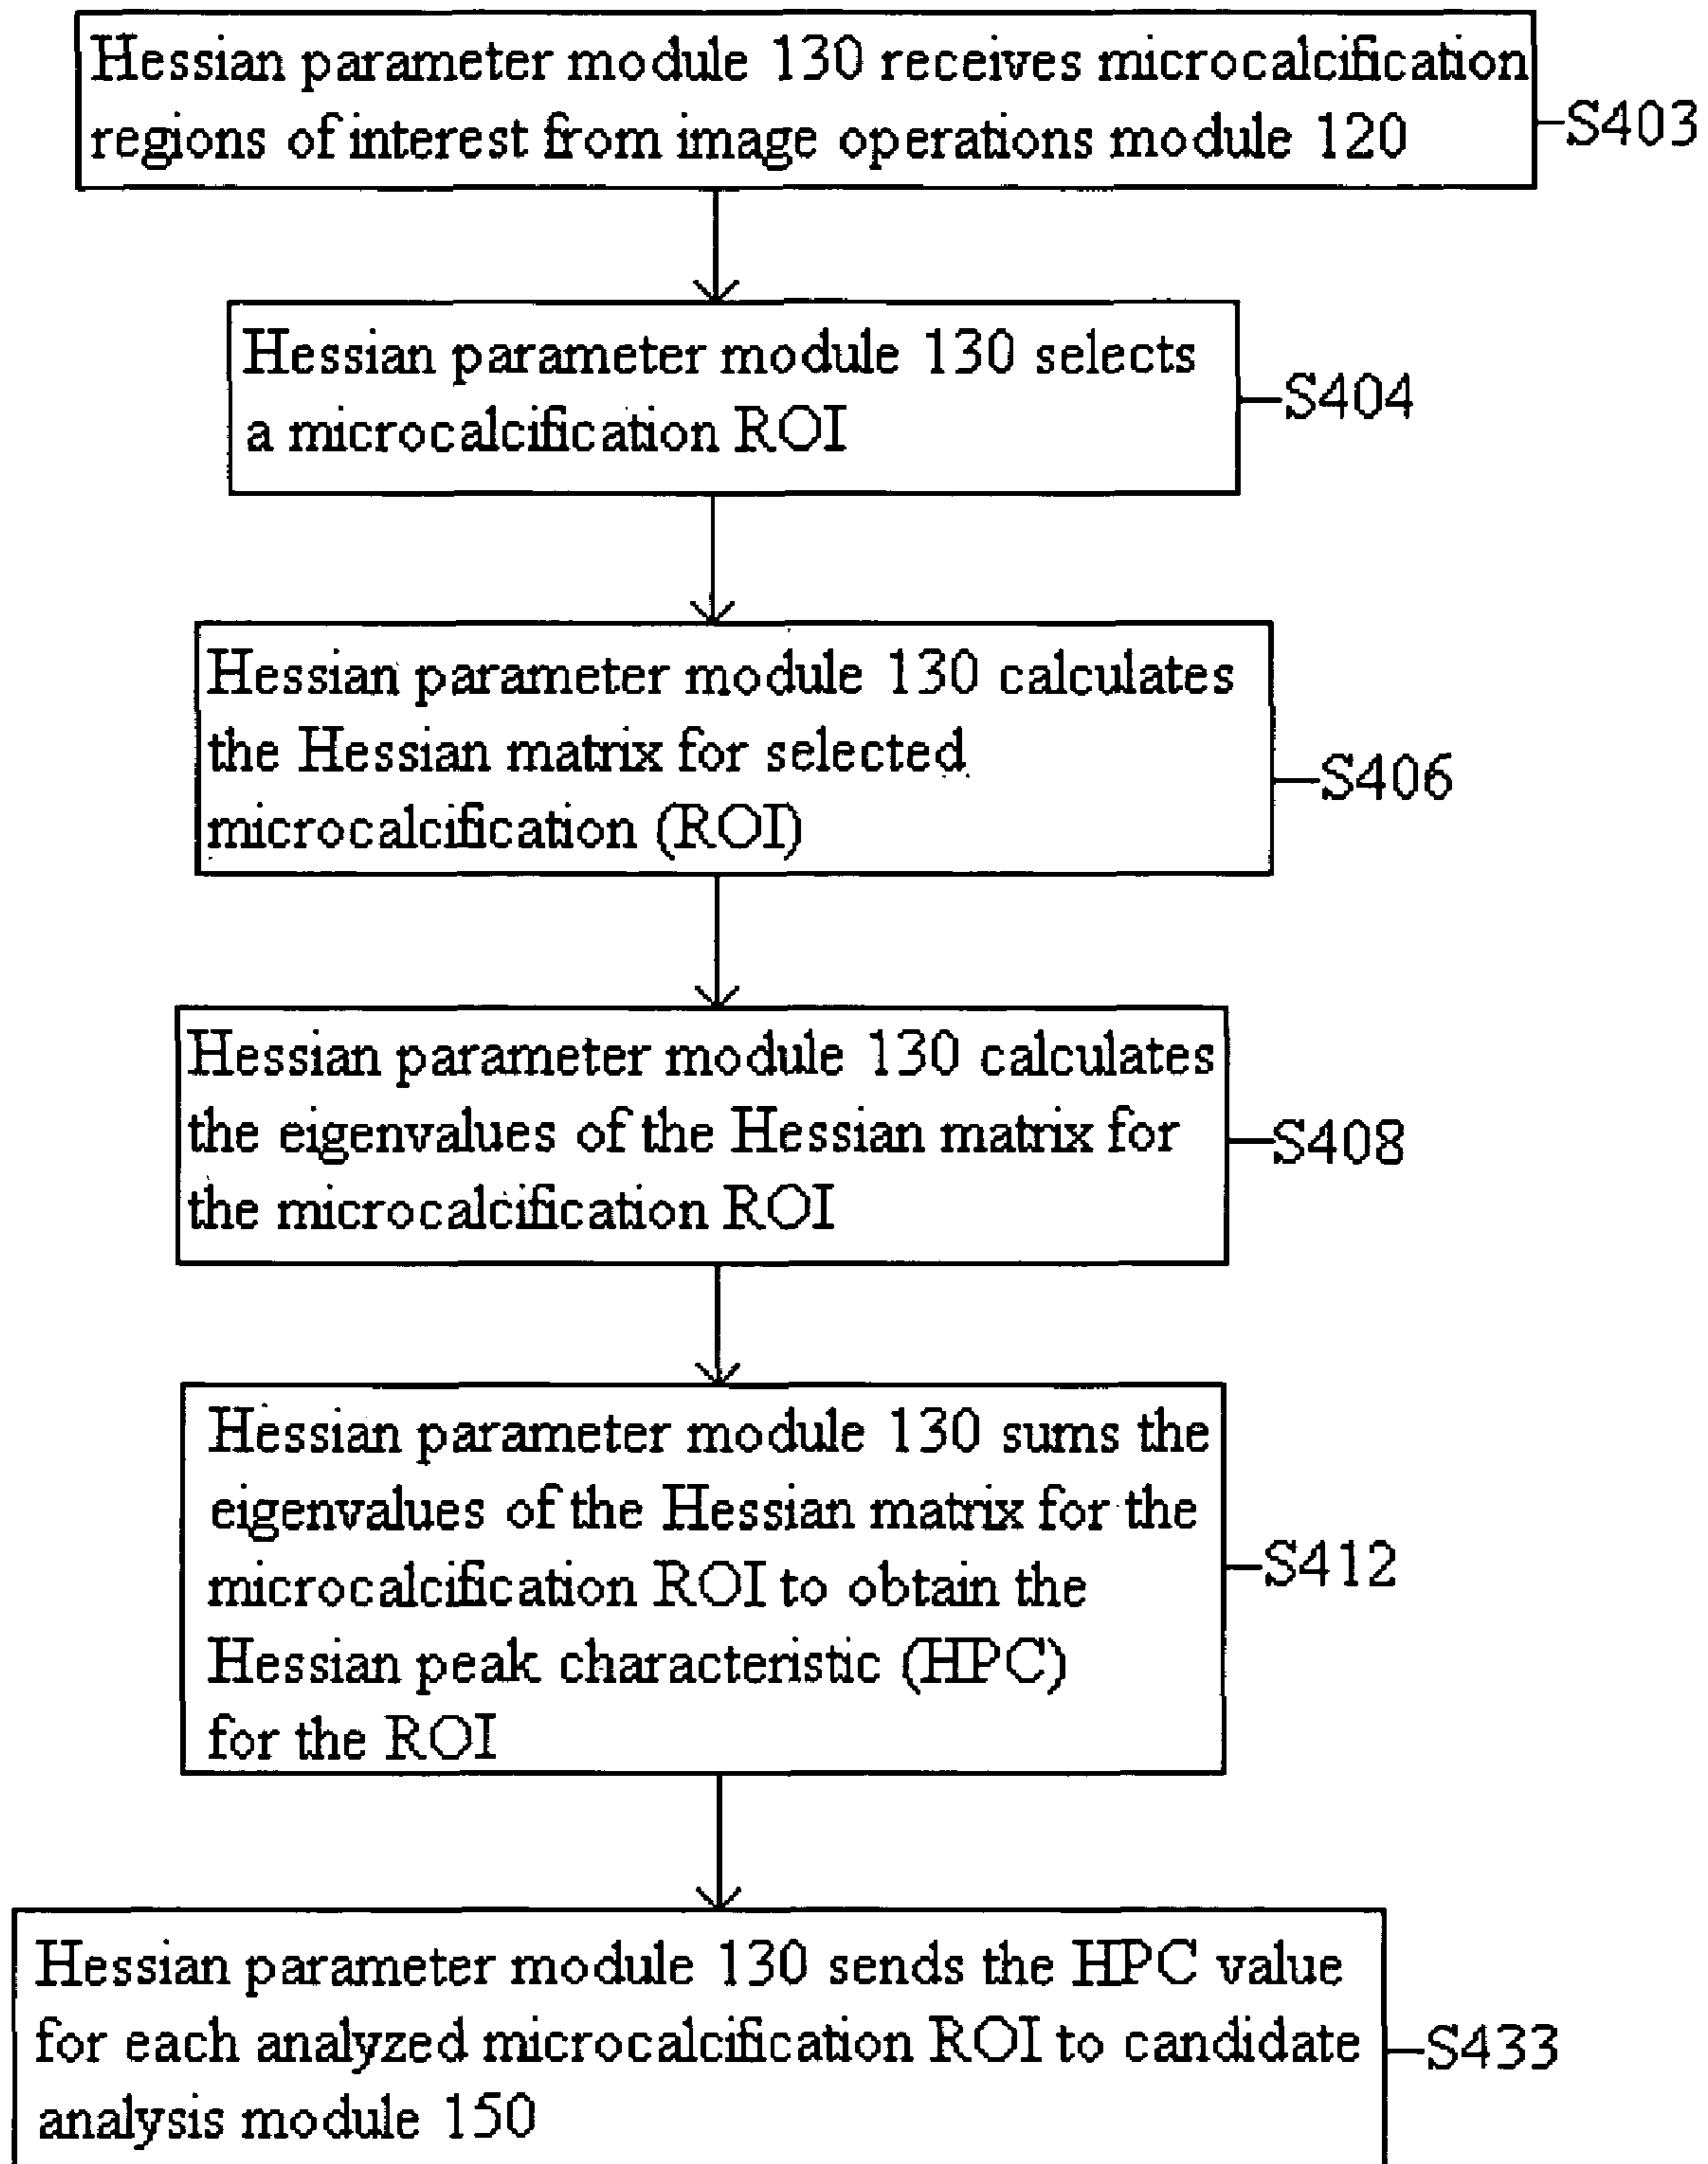 Hessian parameter module 130 receives microcalcification
regions of interest from image operations module 120
S403
Hessian parameter module 130 selects
a microcalcification ROI
S404
Hessian parameter module 130 calculates
the Hessian matrix for selected
microcalcification (ROI)
S406
Hessian parameter module 130 calculates
the eigenvalues of the Hessian matrix for
the microcalcification ROI
S408
Hessian parameter module 130 sums the
eigenvalues of the Hessian matrix for the
microcalcification ROI to obtain the
Hessian peak characteristic (HPC)
for the ROI
S412
Hessian parameter module 130 sends the HPC value
for each analyzed microcalcification ROI to candidate
analysis module 150
S433